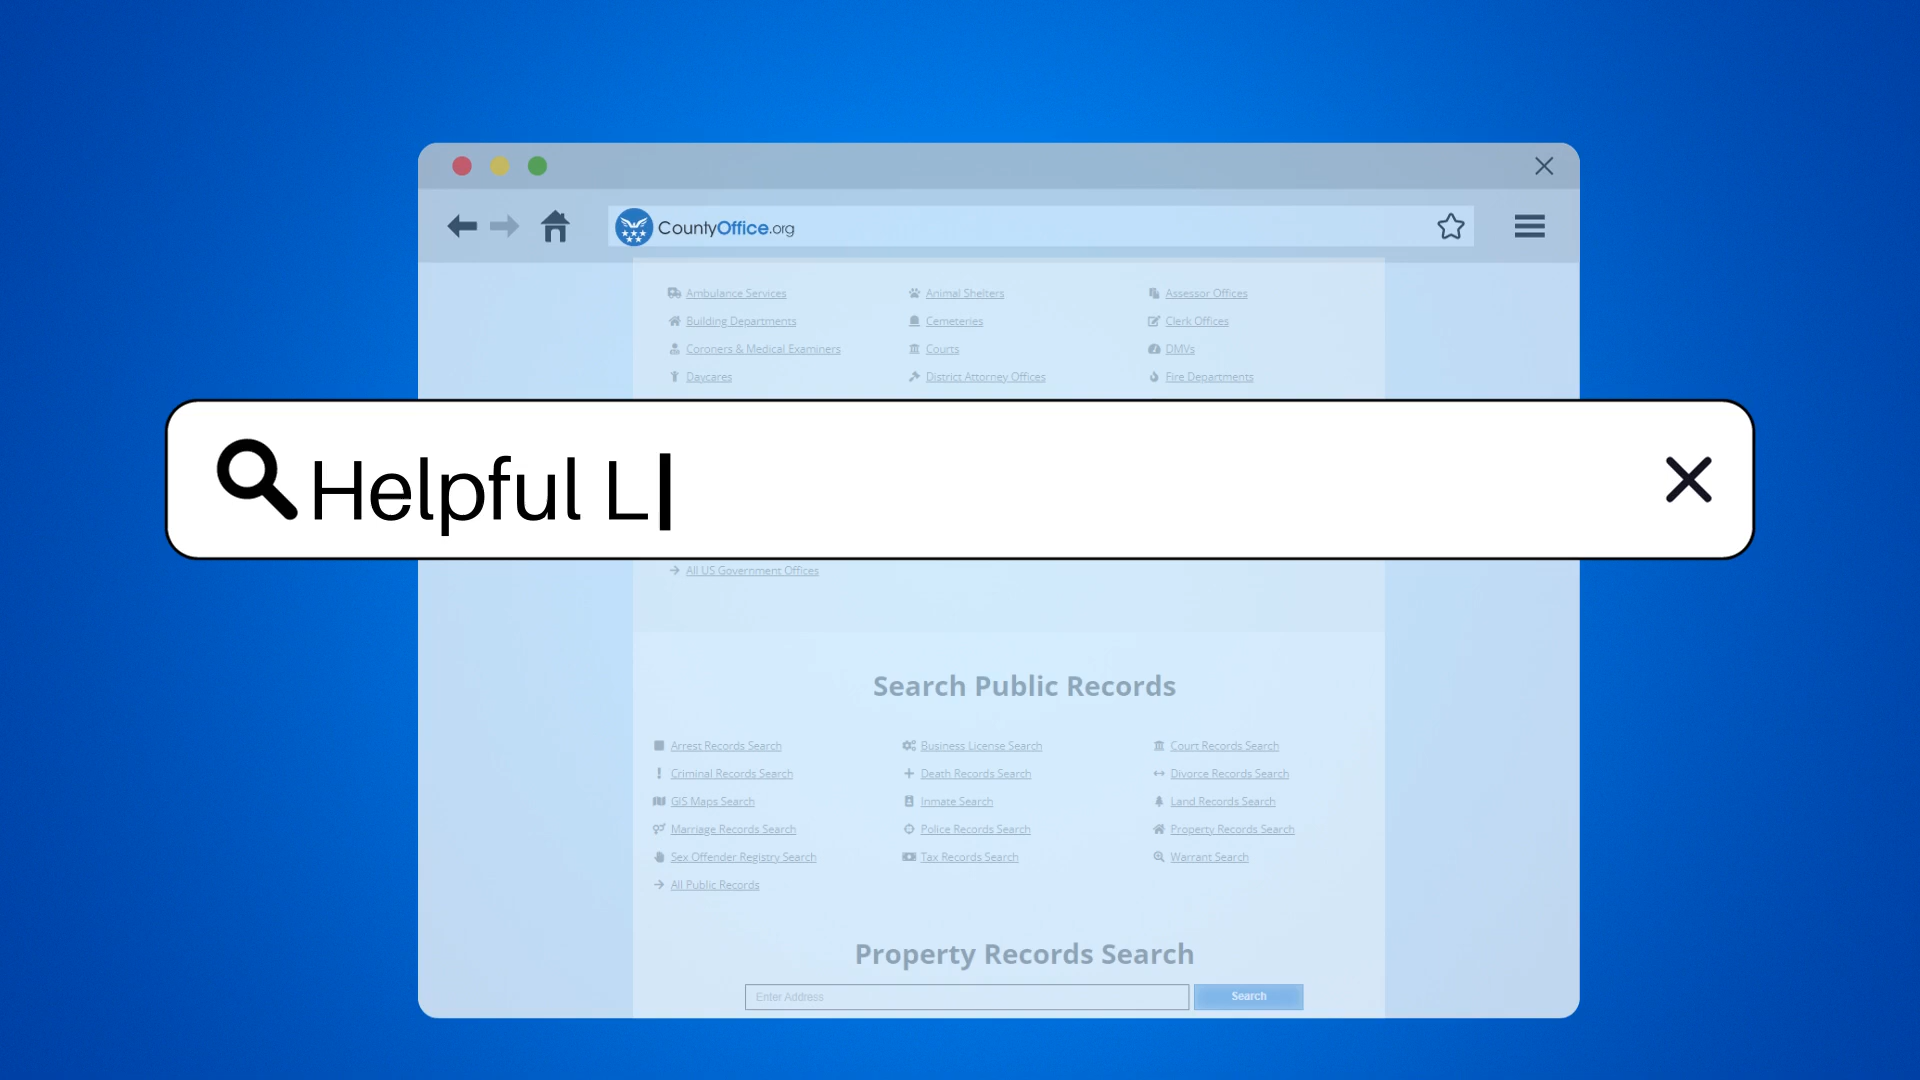 CountyOffice.org
Ambulance Services Animal Shelters Assessor Offices
Building Departments Cemeteries Clerk Offices
Coroners & Medical Examiners Courts DMVs
Daycares District Attorney Offices Fire Departments
Helpful L
All US Government Offices
Search Public Records
Arrest Records Search Business License Search Court Records Search
Criminal Records Search Death Records Search Divorce Records Search
GIS Maps Search Inmate Search Land Records Search
Marriage Records Search Police Records Search Property Records Search
Sex Offender Registry Search Tax Records Search Warrant Search
All Public Records
Property Records Search
Enter Address Search